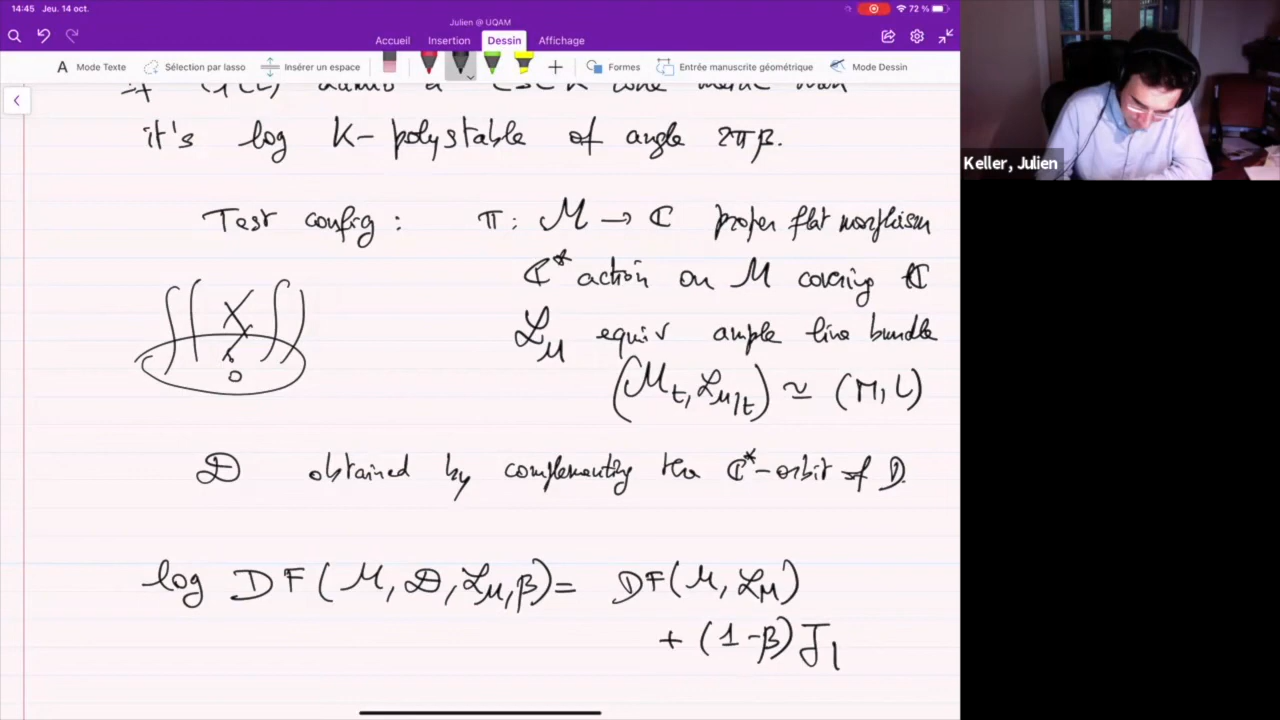 14:45 Jeu. 14 oct.
72 %
Julien @ UQAM
Accueil Insertion Dessin Affichage
A Mode Texte Sélection par lasso Insérer un espace Formes Entrée manuscrite géométrique Mode Dessin
it's log K-polystable of angle 2πβ.
Test config: π: M → ℂ proper flat morphism
ℂ* action on M covering ℂ
ℒ_M equiv ample line bundle
(M_t, ℒ_M|t) ≃ (M, L)
0
𝒟 obtained by complementing the ℂ*-orbit of D.
log DF(M, 𝒟, ℒ_M, β) = DF(M, ℒ_M)
+ (1-β) J
Keller, Julien